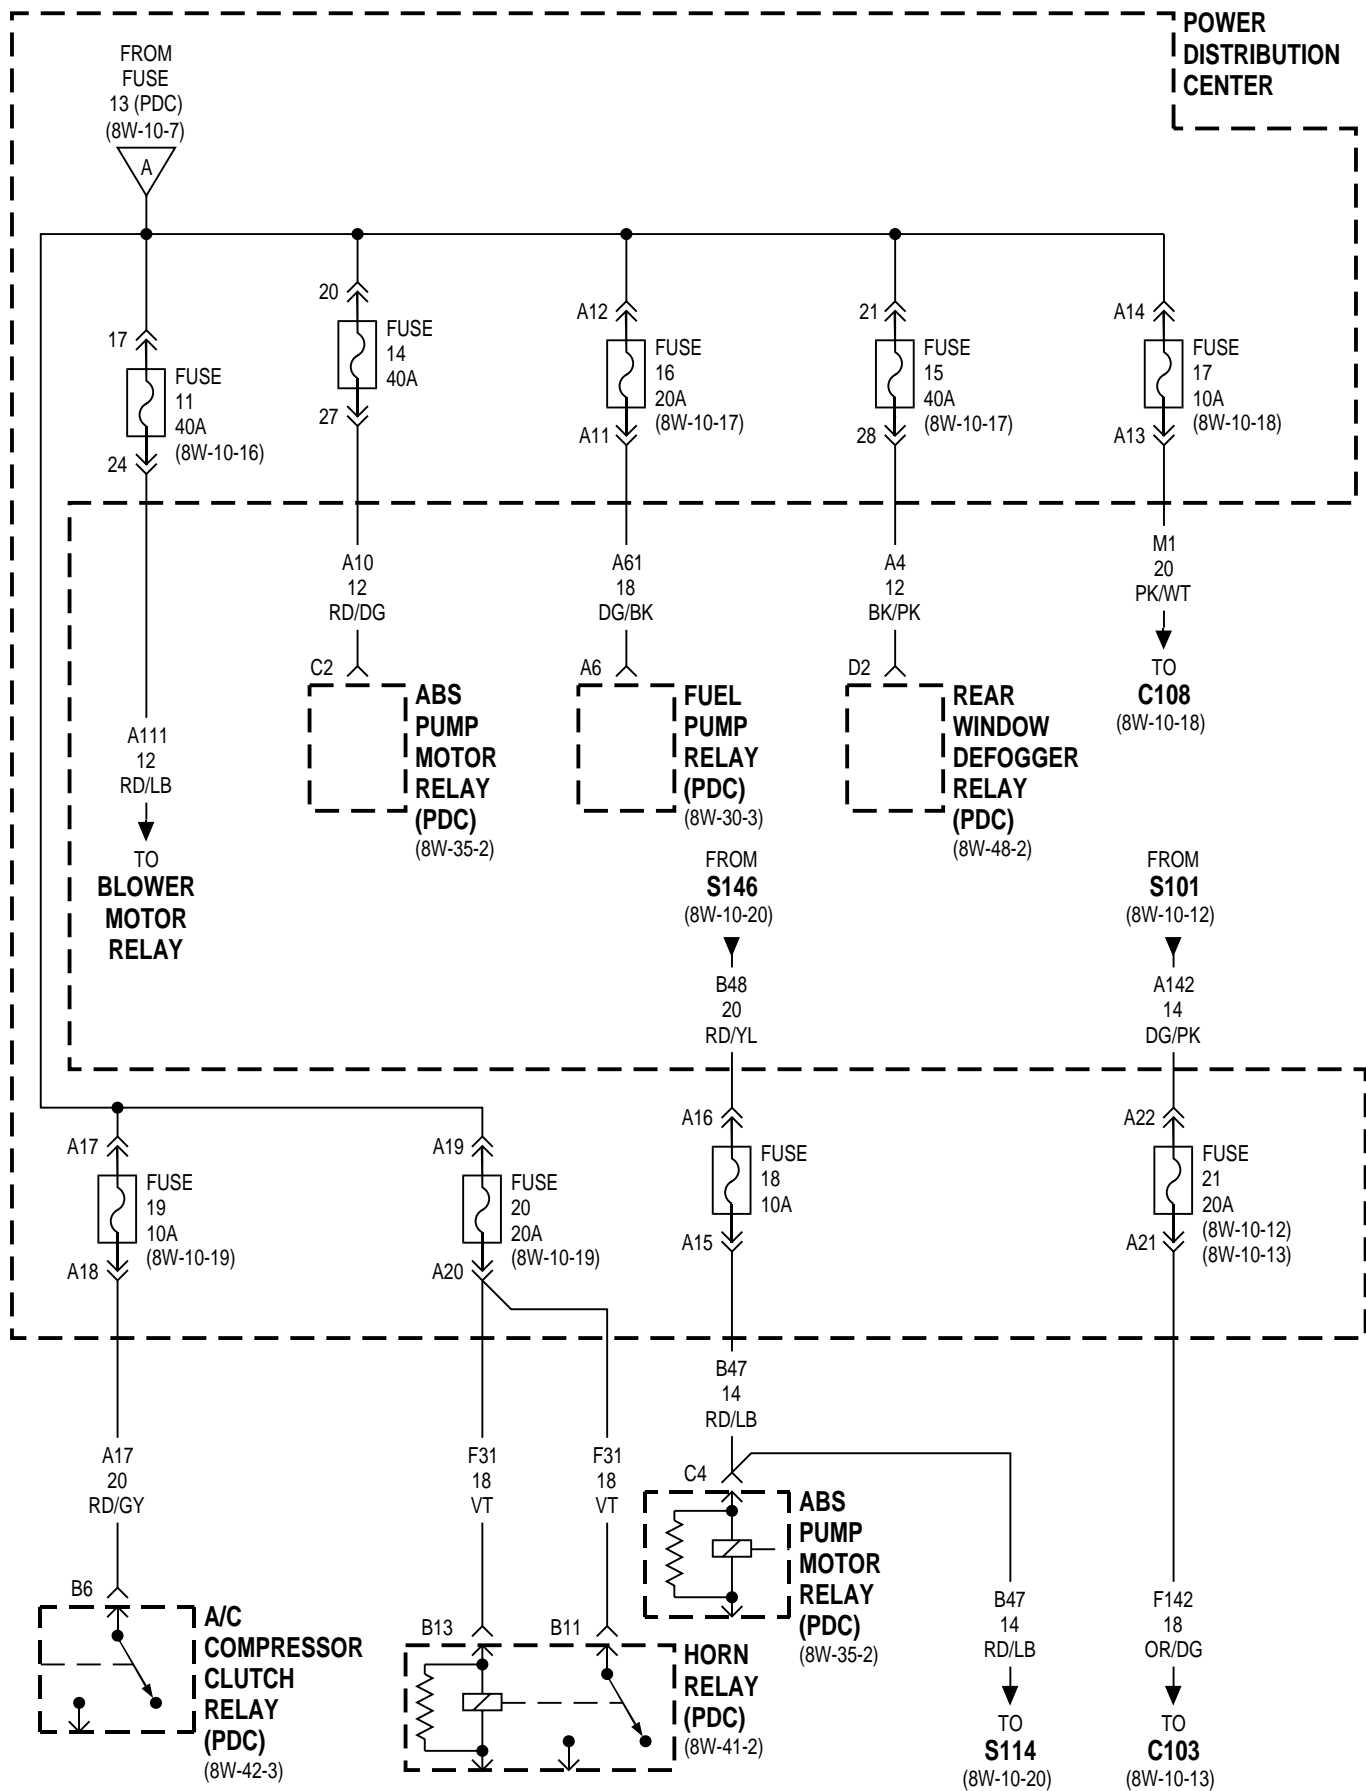 POWER
DISTRIBUTION
CENTER
FROM
FUSE
13 (PDC)
(8W-10-7)
A
17
FUSE
11
40A
(8W-10-16)
24
20
FUSE
14
40A
27
A12
FUSE
16
20A
(8W-10-17)
A11
21
FUSE
15
40A
(8W-10-17)
28
A14
FUSE
17
10A
(8W-10-18)
A13
A111
12
RD/LB
TO
BLOWER
MOTOR
RELAY
A10
12
RD/DG
C2
ABS
PUMP
MOTOR
RELAY
(PDC)
(8W-35-2)
A61
18
DG/BK
A6
FUEL
PUMP
RELAY
(PDC)
(8W-30-3)
A4
12
BK/PK
D2
REAR
WINDOW
DEFOGGER
RELAY
(PDC)
(8W-48-2)
M1
20
PK/WT
TO
C108
(8W-10-18)
FROM
S146
(8W-10-20)
B48
20
RD/YL
FROM
S101
(8W-10-12)
A142
14
DG/PK
A17
FUSE
19
10A
(8W-10-19)
A18
A19
FUSE
20
20A
(8W-10-19)
A20
A16
FUSE
18
10A
A15
A22
FUSE
21
20A
(8W-10-12)
(8W-10-13)
A21
A17
20
RD/GY
B6
A/C
COMPRESSOR
CLUTCH
RELAY
(PDC)
(8W-42-3)
F31
18
VT
B13
F31
18
VT
B11
HORN
RELAY
(PDC)
(8W-41-2)
B47
14
RD/LB
C4
ABS
PUMP
MOTOR
RELAY
(PDC)
(8W-35-2)
B47
14
RD/LB
TO
S114
(8W-10-20)
F142
18
OR/DG
TO
C103
(8W-10-13)